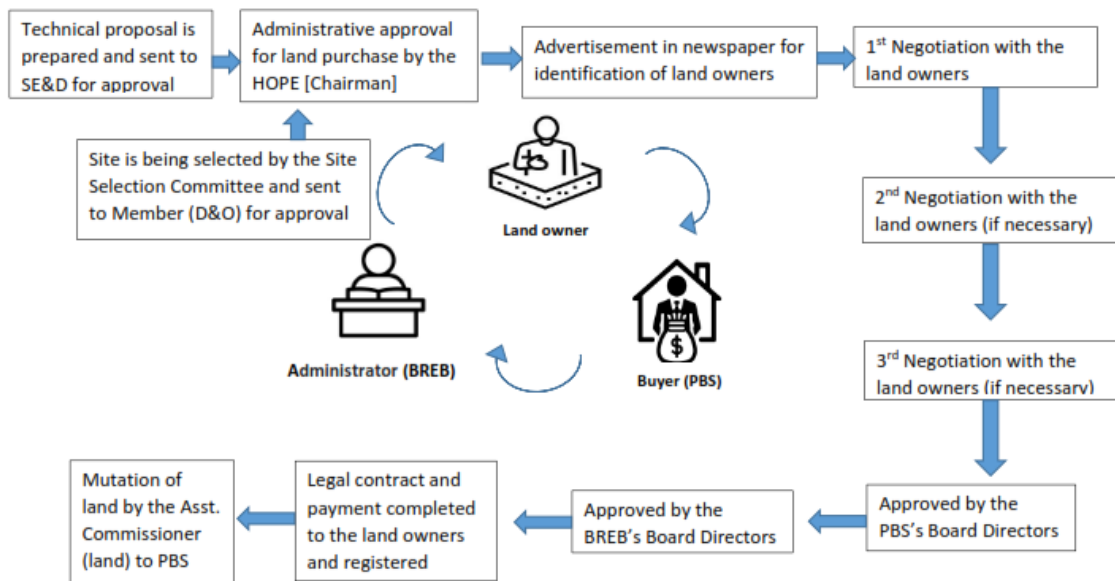 Technical proposal is
prepared and sent to
SE&D for approval
Administrative approval
for land purchase by the
HOPE [Chairman]
Advertisement in newspaper for
identification of land owners
1st Negotiation with the
land owners
Site is being selected by the Site
Selection Committee and sent
to Member (D&O) for approval
Land owner
2nd Negotiation with the
land owners (if necessary)
Administrator (BREB)
Buyer (PBS)
$
3rd Negotiation with the
land owners (if necessary)
Mutation of
land by the Asst.
Commissioner
(land) to PBS
Legal contract and
payment completed
to the land owners
and registered
Approved by the
BREB’s Board Directors
Approved by the
PBS’s Board Directors